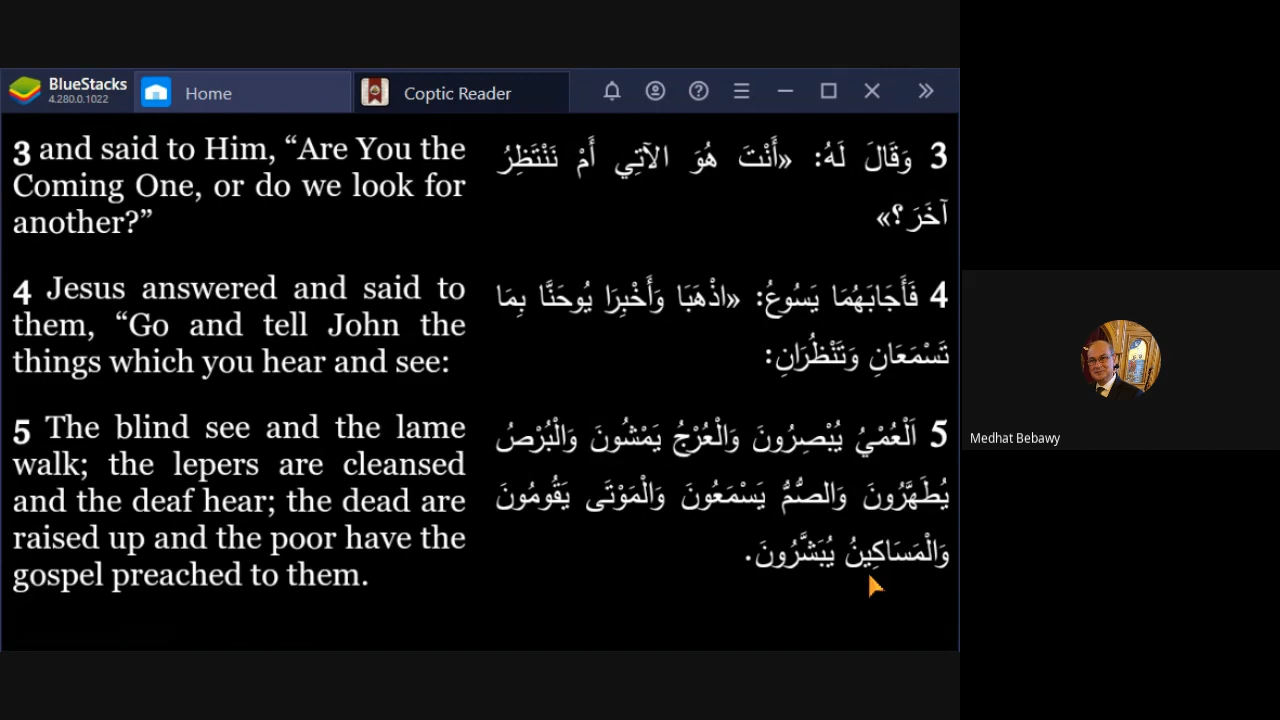 BlueStacks
4.280.0.1022
Home
Coptic Reader
3 and said to Him, “Are You the
Coming One, or do we look for
another?”
4 Jesus answered and said to
them, “Go and tell John the
things which you hear and see:
5 The blind see and the lame
walk; the lepers are cleansed
and the deaf hear; the dead are
raised up and the poor have the
gospel preached to them.
3 وَقَالَ لَهُ: «أَنْتَ هُوَ الآتِي أَمْ نَنْتَظِرُ
آخَرَ؟»
4 فَأَجَابَهُمَا يَسُوعُ: «اذْهَبَا وَأَخْبِرَا يُوحَنَّا بِمَا
تَسْمَعَانِ وَتَنْظُرَانِ:
5 اَلْعُمْيُ يُبْصِرُونَ وَالْعُرْجُ يَمْشُونَ وَالْبُرْصُ
يُطَهَّرُونَ وَالصُّمُّ يَسْمَعُونَ وَالْمَوْتَى يَقُومُونَ
وَالْمَسَاكِينُ يُبَشَّرُونَ.
Medhat Bebawy